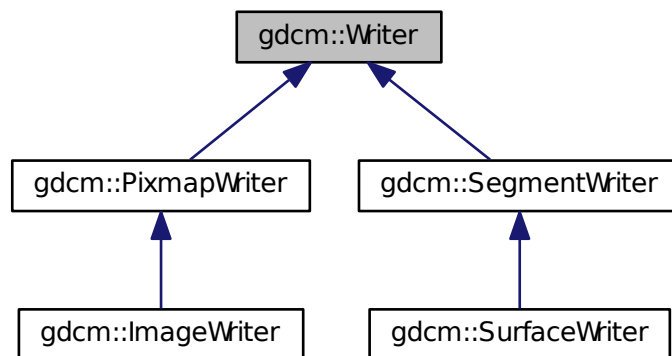 gdcm::Writer
gdcm::PixmapWriter
gdcm::SegmentWriter
gdcm::ImageWriter
gdcm::SurfaceWriter